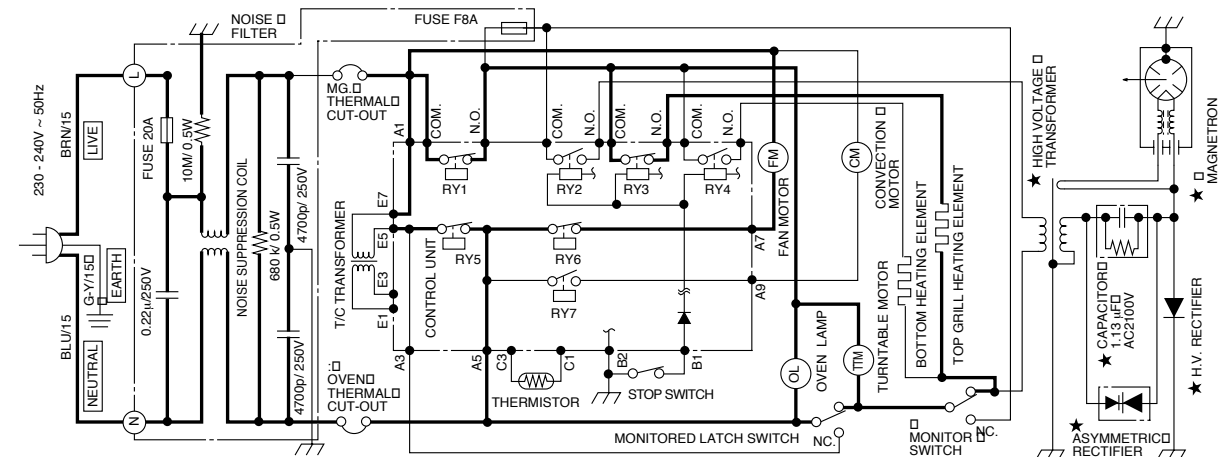 NOISE
FILTER
FUSE F8A
230 - 240V ~ 50Hz
BRN/15
LIVE
L
FUSE 20A
10M/ 0.5W
MG.
THERMAL
CUT-OUT
A1
COM.
N.O.
RY1
COM.
N.O.
RY2
COM.
N.O.
RY3
COM.
N.O.
RY4
FM
FAN MOTOR
CM
CONVECTION
MOTOR
★ HIGH VOLTAGE
TRANSFORMER
★ MAGNETRON
G-Y/15
EARTH
BLU/15
NEUTRAL
N
0.22µ/250V
NOISE SUPPRESSION COIL
680 k/ 0.5W
4700p/ 250V
4700p/ 250V
T/C TRANSFORMER
E7
E5
E3
E1
CONTROL UNIT
RY5
RY6
RY7
A7
A9
A3
A5
C3
C1
B2
B1
THERMISTOR
STOP SWITCH
:
OVEN
THERMAL
CUT-OUT
OL
OVEN LAMP
TTM
TURNTABLE MOTOR
BOTTOM HEATING ELEMENT
TOP GRILL HEATING ELEMENT
MONITORED LATCH SWITCH
NC.
MONITOR
SWITCH
NC.
★ CAPACITOR
1.13 µF
AC2100V
★ H.V. RECTIFIER
★ ASYMMETRIC
RECTIFIER